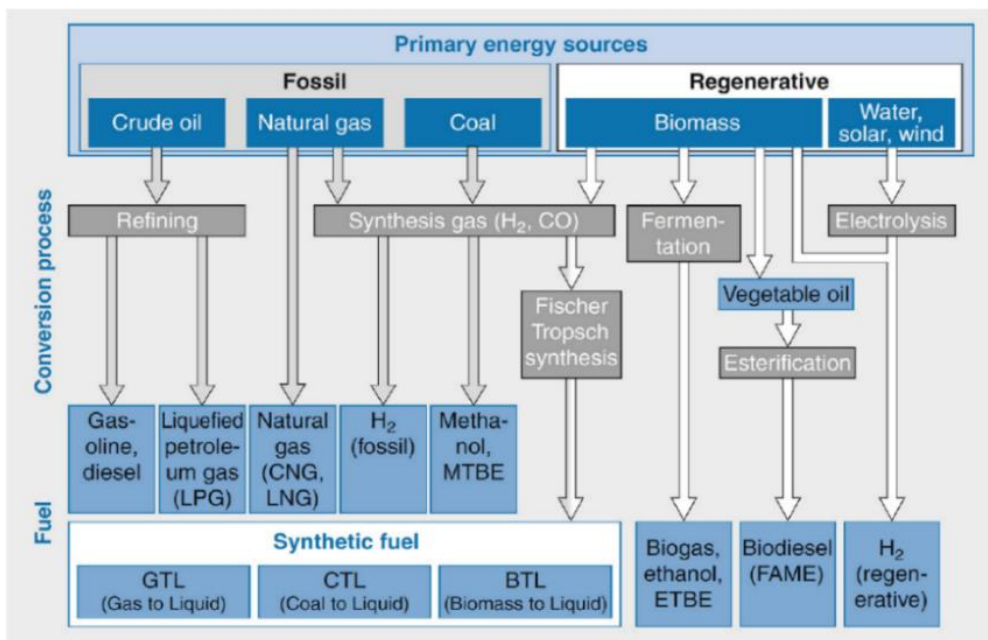 Primary energy sources
Fossil
Regenerative
Crude oil
Natural gas
Coal
Biomass
Water,
solar, wind
Conversion process
Refining
Synthesis gas (H₂, CO)
Fermen-
tation
Electrolysis
Fischer
Tropsch
synthesis
Vegetable oil
Esterification
Fuel
Gas-
oline,
diesel
Liquefied
petrole-
um gas
(LPG)
Natural
gas
(CNG,
LNG)
H₂
(fossil)
Metha-
nol,
MTBE
Synthetic fuel
GTL
(Gas to Liquid)
CTL
(Coal to Liquid)
BTL
(Biomass to Liquid)
Biogas,
ethanol,
ETBE
Biodiesel
(FAME)
H₂
(regen-
erative)